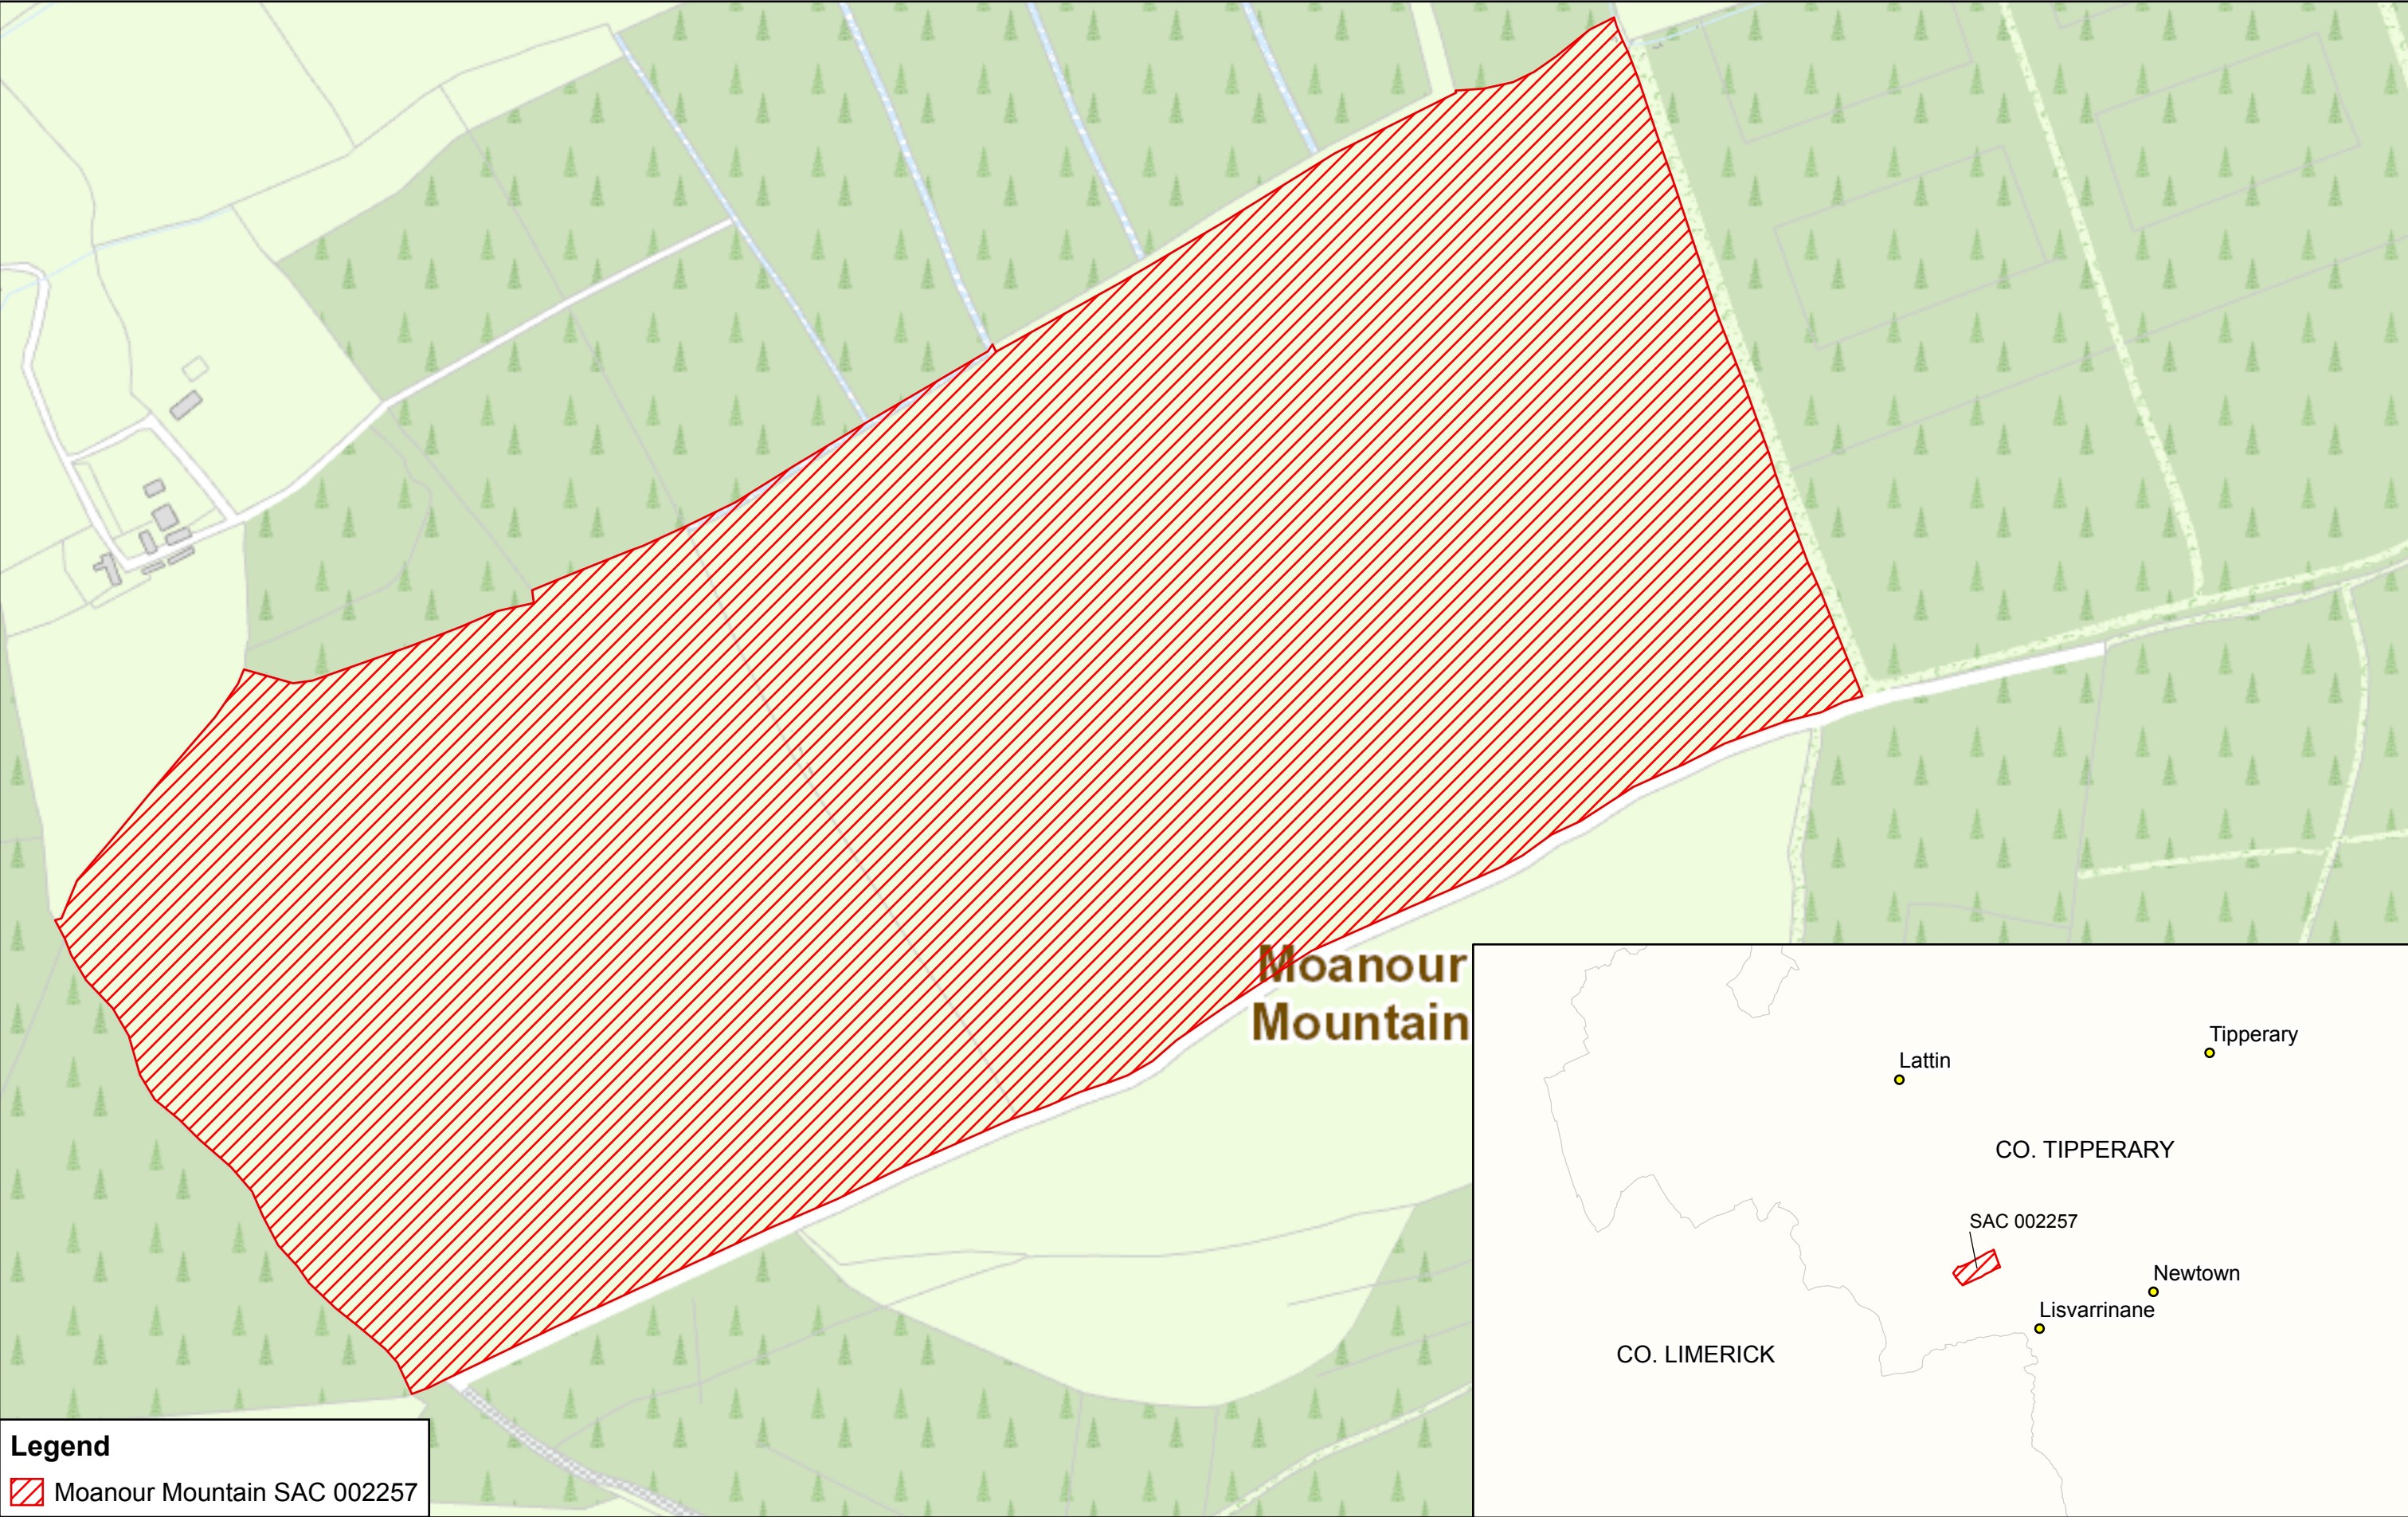 Moanour
Mountain
Tipperary
Lattin
CO. TIPPERARY
SAC 002257
Newtown
Lisvarrinane
CO. LIMERICK
Legend
Moanour Mountain SAC 002257